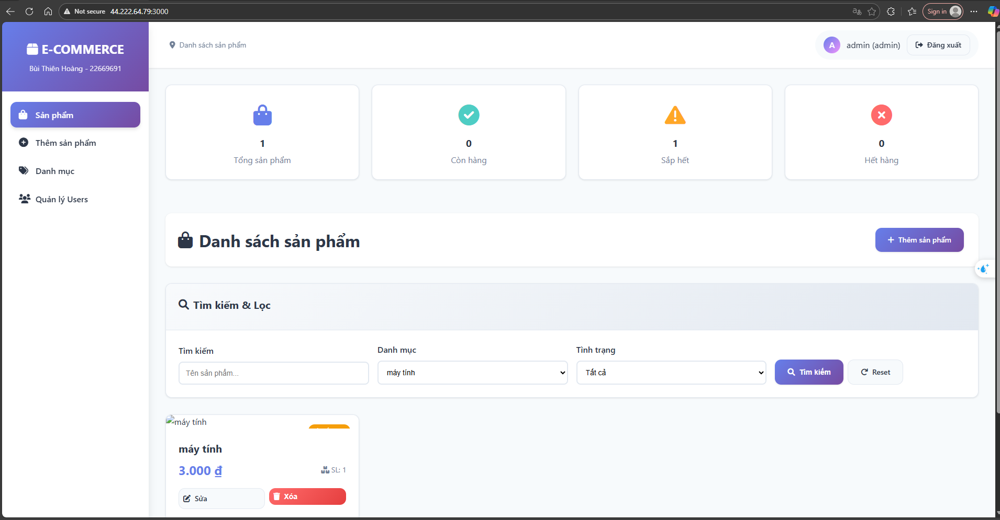 Not secure 44.222.64.79:3000
Sign in
E-COMMERCE
Bùi Thiên Hoàng - 22669691
Sản phẩm
Thêm sản phẩm
Danh mục
Quản lý Users
Danh sách sản phẩm
A admin (admin) Đăng xuất
1
Tổng sản phẩm
0
Còn hàng
1
Sắp hết
0
Hết hàng
Danh sách sản phẩm
Thêm sản phẩm
Tìm kiếm & Lọc
Tìm kiếm
Tên sản phẩm...
Danh mục
máy tính
Tình trạng
Tất cả
Tìm kiếm
Reset
máy tính
máy tính
3.000 ₫
SL: 1
Sửa
Xóa